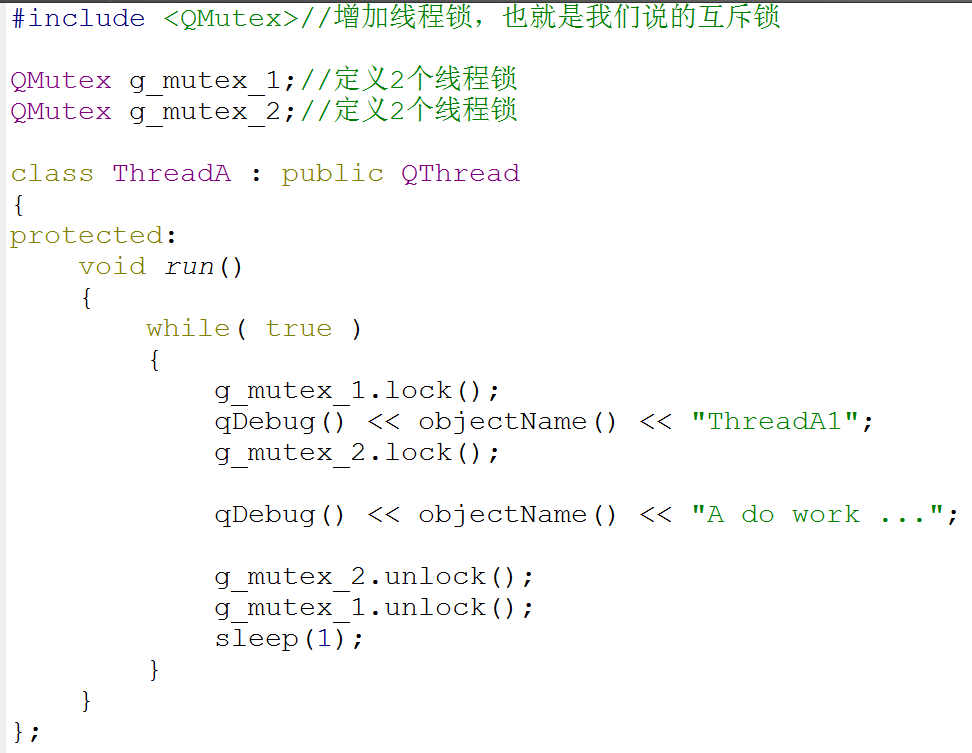 #include <QMutex>//增加线程锁，也就是我们说的互斥锁
QMutex g_mutex_1;//定义2个线程锁
QMutex g_mutex_2;//定义2个线程锁
class ThreadA : public QThread
{
protected:
    void run()
    {
        while( true )
        {
            g_mutex_1.lock();
            qDebug() << objectName() << "ThreadA1";
            g_mutex_2.lock();
            qDebug() << objectName() << "A do work ...";
            g_mutex_2.unlock();
            g_mutex_1.unlock();
            sleep(1);
        }
    }
};